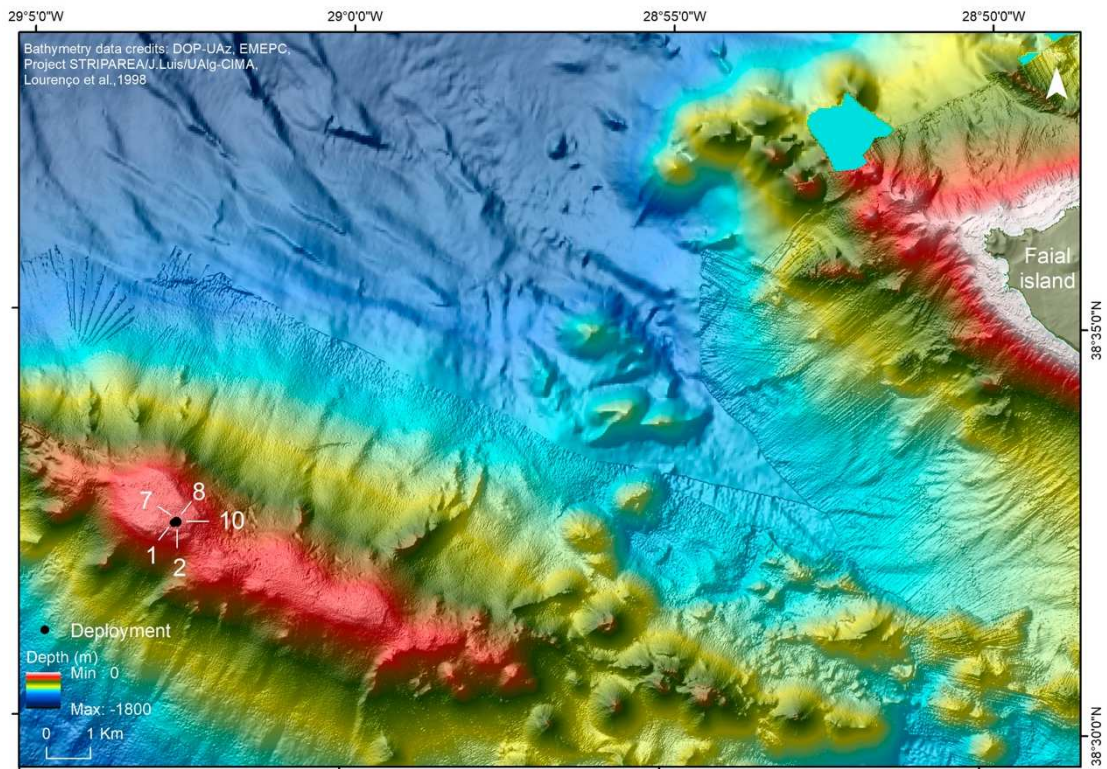 29°5'0"W 29°0'0"W 28°55'0"W 28°50'0"W
Bathymetry data credits: DOP-UAz, EMEPC,
Project STRIPAREA/J.Luis/UAlg-CIMA,
Lourenço et al.,1998
Faial
island
38°35'0"N
7 8
10
1
2
Deployment
Depth (m)
Min 0
Max: -1800
0 1 Km
38°30'0"N